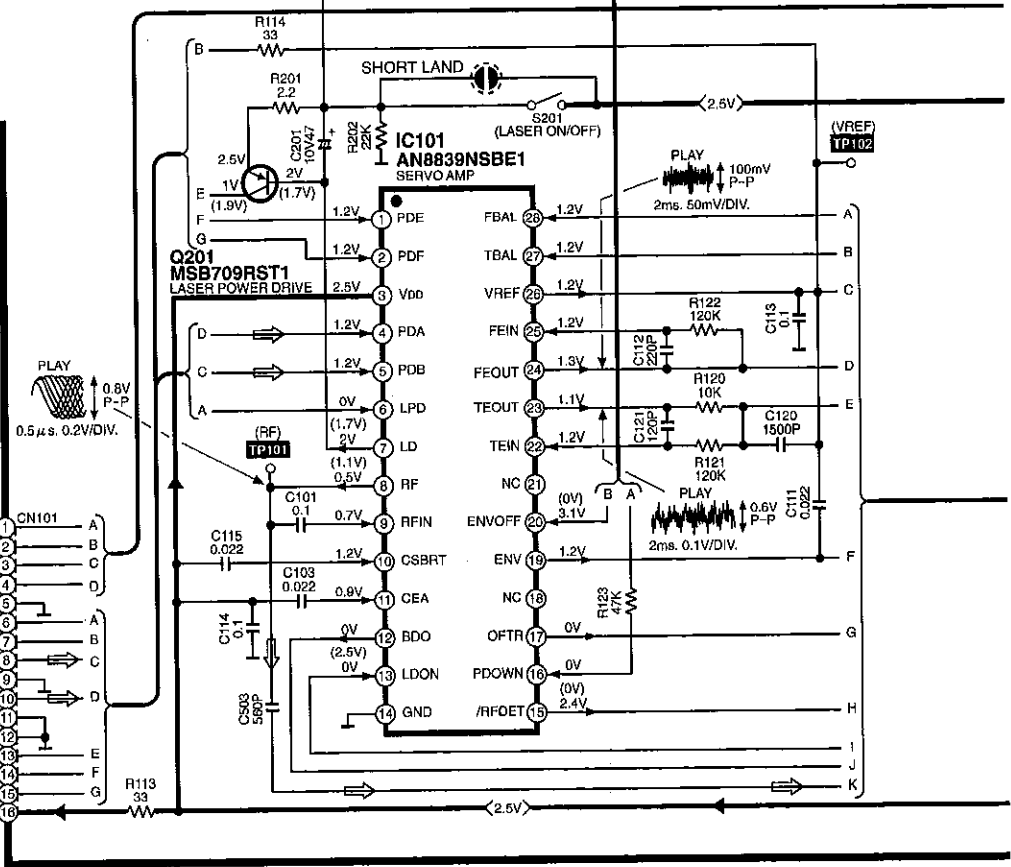 R114
33
B
SHORT LAND
R201
2.2
C201
10V47
+
R202
22K
S201
(LASER ON/OFF)
2.5V
(VREF)
TP102
IC101
AN8839NSBE1
SERVO AMP
2.5V
2V
(1.7V)
E
1V
(1.9V)
F
G
Q201
MSB709RST1
LASER POWER DRIVE
PLAY
100mV
P-P
2ms. 50mV/DIV.
1.2V
1
PDE
1.2V
2
PDF
2.5V
3
VDD
D
1.2V
4
PDA
C
1.2V
5
PDB
A
0V
(1.7V)
6
LPD
2V
(1.1V)
7
LD
0.5V
8
RF
0.7V
9
RFIN
1.2V
10
CSBRT
0.9V
11
CEA
0V
(2.5V)
12
BDO
0V
13
LDON
14
GND
FBAL
28
1.2V
A
TBAL
27
1.2V
B
VREF
26
1.2V
C
FEIN
25
1.2V
FEOUT
24
1.3V
D
TEOUT
23
1.1V
E
TEIN
22
1.2V
NC
21
ENVOFF
20
(0V)
3.1V
ENV
19
1.2V
F
NC
18
OFTR
17
0V
G
PDOWN
16
0V
/RFDET
15
(0V)
2.4V
H
I
J
K
R122
120K
C113
0.1
C112
220P
R120
10K
C121
120P
C120
1500P
R121
120K
C111
0.022
B
A
PLAY
0.6V
P-P
2ms. 0.1V/DIV.
R123
47K
PLAY
0.8V
P-P
0.5µs. 0.2V/DIV.
(RF)
TP101
C101
0.1
C115
0.022
C103
0.022
C114
0.1
C503
560P
CN101
1
A
2
B
3
C
4
D
5
6
A
7
B
8
C
9
10
D
11
12
13
E
14
F
15
G
16
R113
33
2.5V